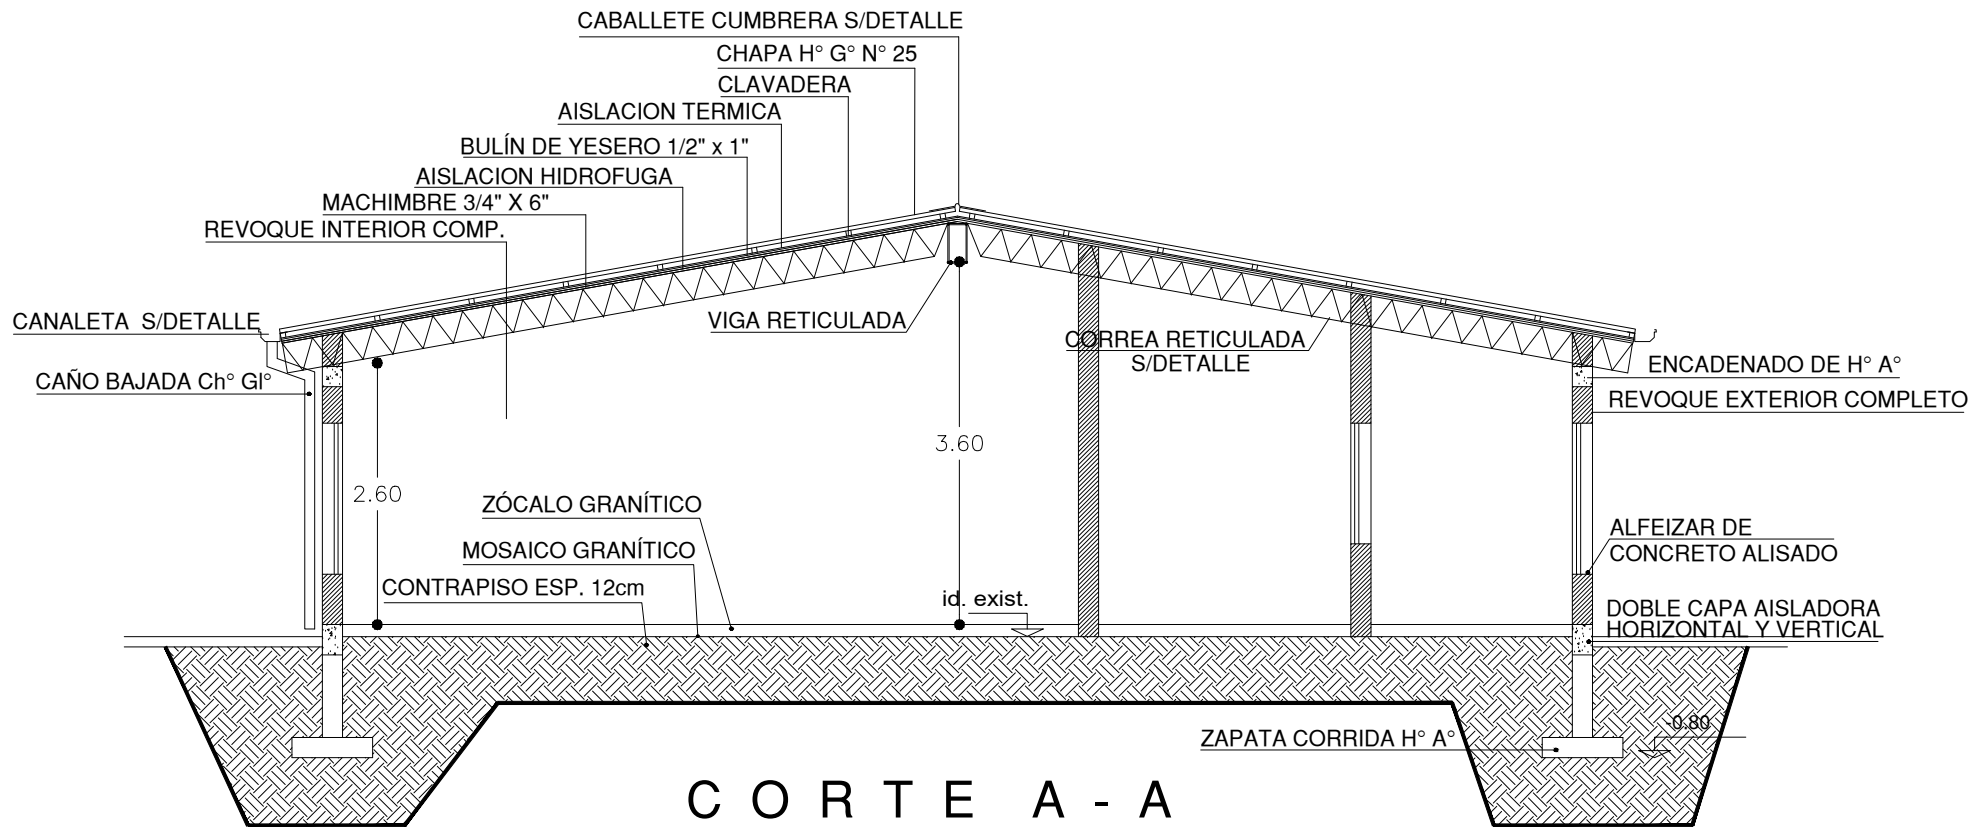 CABALLETE CUMBRERA S/DETALLE
CHAPA H° G° N° 25
CLAVADERA
AISLACION TERMICA
BULÍN DE YESERO 1/2" x 1"
AISLACION HIDROFUGA
MACHIMBRE 3/4" X 6"
REVOQUE INTERIOR COMP.
CANALETA S/DETALLE
VIGA RETICULADA
CORREA RETICULADA
S/DETALLE
CAÑO BAJADA Ch° Gl°
ENCADENADO DE H° A°
REVOQUE EXTERIOR COMPLETO
3.60
2.60
ZÓCALO GRANÍTICO
MOSAICO GRANÍTICO
CONTRAPISO ESP. 12cm
id. exist.
ALFEIZAR DE
CONCRETO ALISADO
DOBLE CAPA AISLADORA
HORIZONTAL Y VERTICAL
-0.80
ZAPATA CORRIDA H° A°
CORTE A-A